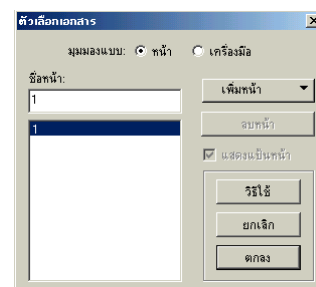 ตัวเลือกเอกสาร
มุมมองแบบ: หน้า เครื่องมือ
ชื่อหน้า:
1
เพิ่มหน้า
1
ลบหน้า
แสดงแป้นหน้า
วิธีใช้
ยกเลิก
ตกลง